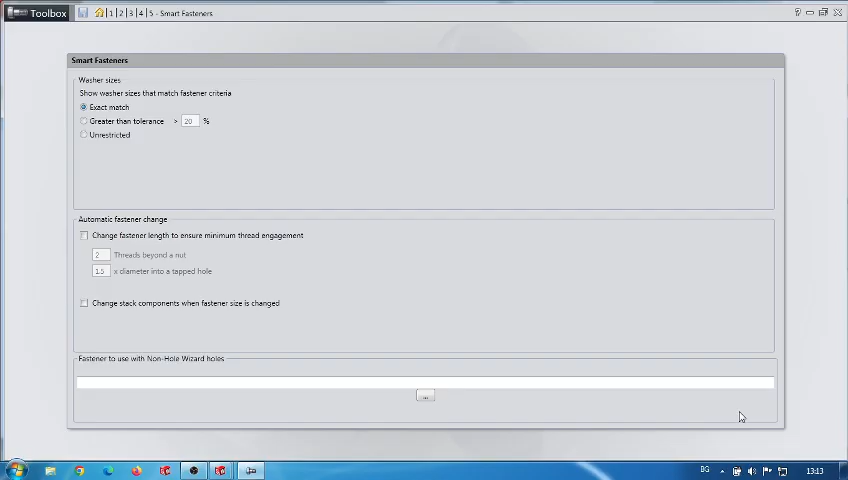 Toolbox 1 2 3 4 5 - Smart Fasteners
Smart Fasteners
Washer sizes
Show washer sizes that match fastener criteria
Exact match
Greater than tolerance > 20 %
Unrestricted
Automatic fastener change
Change fastener length to ensure minimum thread engagement
2 Threads beyond a nut
1.5 x diameter into a tapped hole
Change stack components when fastener size is changed
Fastener to use with Non-Hole Wizard holes
...
BG 13:13